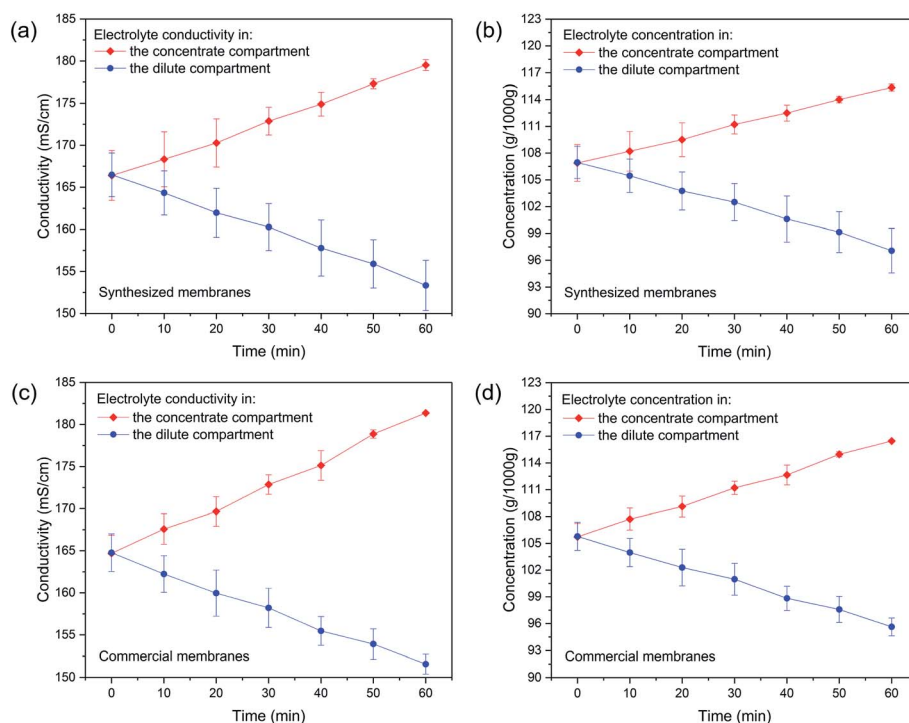 (a)
Electrolyte conductivity in:
the concentrate compartment
the dilute compartment
185
180
175
170
165
160
155
150
Conductivity (mS/cm)
Synthesized membranes
0 10 20 30 40 50 60
Time (min)
(b)
Electrolyte concentration in:
the concentrate compartment
the dilute compartment
123
120
117
114
111
108
105
102
99
96
93
90
Concentration (g/1000g)
Synthesized membranes
0 10 20 30 40 50 60
Time (min)
(c)
Electrolyte conductivity in:
the concentrate compartment
the dilute compartment
185
180
175
170
165
160
155
150
Conductivity (mS/cm)
Commercial membranes
0 10 20 30 40 50 60
Time (min)
(d)
Electrolyte concentration in:
the concentrate compartment
the dilute compartment
123
120
117
114
111
108
105
102
99
96
93
90
Concentration (g/1000g)
Commercial membranes
0 10 20 30 40 50 60
Time (min)